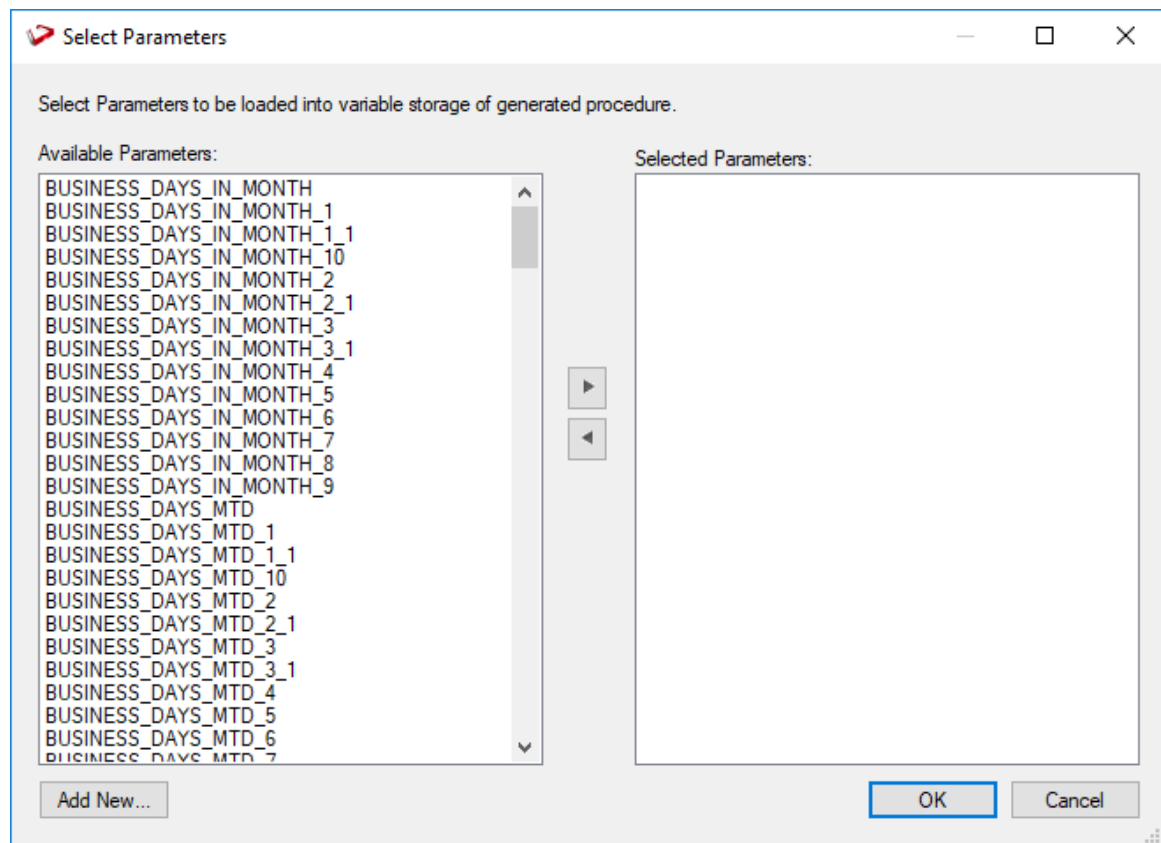 Select Parameters
Select Parameters to be loaded into variable storage of generated procedure.
Available Parameters:
BUSINESS_DAYS_IN_MONTH
BUSINESS_DAYS_IN_MONTH_1
BUSINESS_DAYS_IN_MONTH_1_1
BUSINESS_DAYS_IN_MONTH_10
BUSINESS_DAYS_IN_MONTH_2
BUSINESS_DAYS_IN_MONTH_2_1
BUSINESS_DAYS_IN_MONTH_3
BUSINESS_DAYS_IN_MONTH_3_1
BUSINESS_DAYS_IN_MONTH_4
BUSINESS_DAYS_IN_MONTH_5
BUSINESS_DAYS_IN_MONTH_6
BUSINESS_DAYS_IN_MONTH_7
BUSINESS_DAYS_IN_MONTH_8
BUSINESS_DAYS_IN_MONTH_9
BUSINESS_DAYS_MTD
BUSINESS_DAYS_MTD_1
BUSINESS_DAYS_MTD_1_1
BUSINESS_DAYS_MTD_10
BUSINESS_DAYS_MTD_2
BUSINESS_DAYS_MTD_2_1
BUSINESS_DAYS_MTD_3
BUSINESS_DAYS_MTD_3_1
BUSINESS_DAYS_MTD_4
BUSINESS_DAYS_MTD_5
BUSINESS_DAYS_MTD_6
BUSINESS_DAYS_MTD_7
Selected Parameters:
Add New...
OK
Cancel